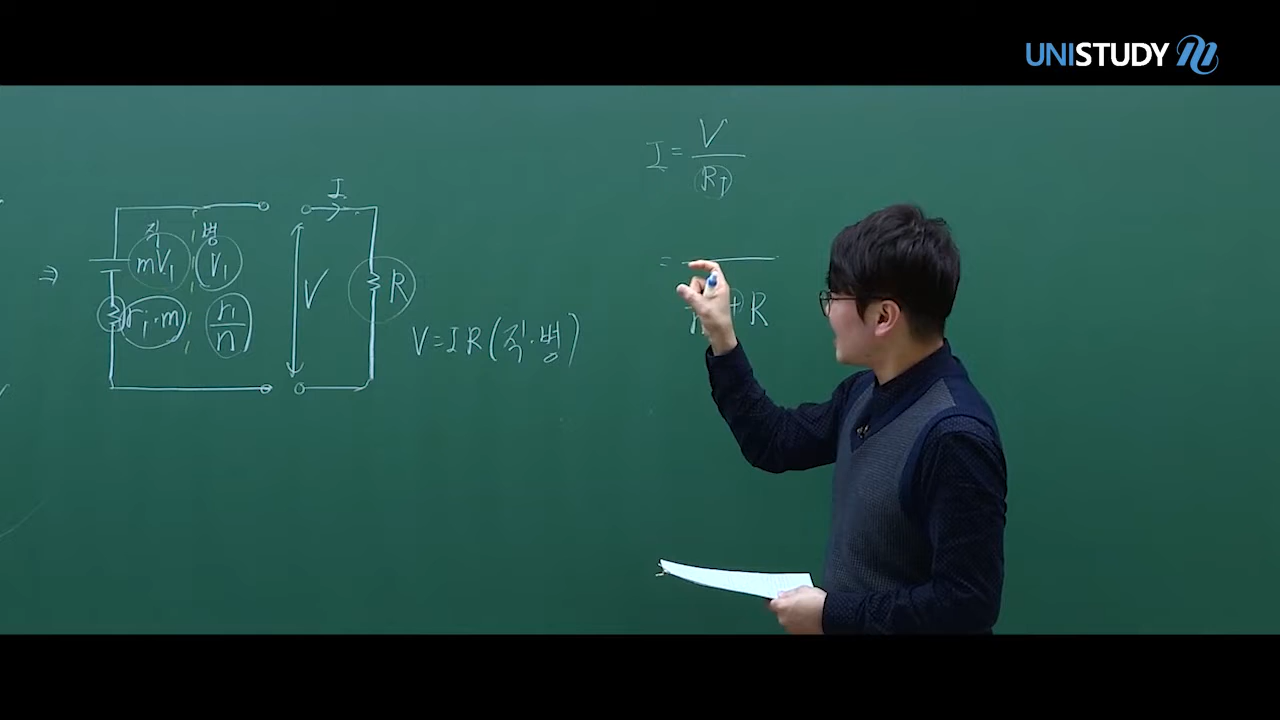 UNISTUDY
I = V / R_T
I
직 병
mV₁ V₁
r₁·m r₁/n
V
R
V = IR (직·병)
=
+R
⇒